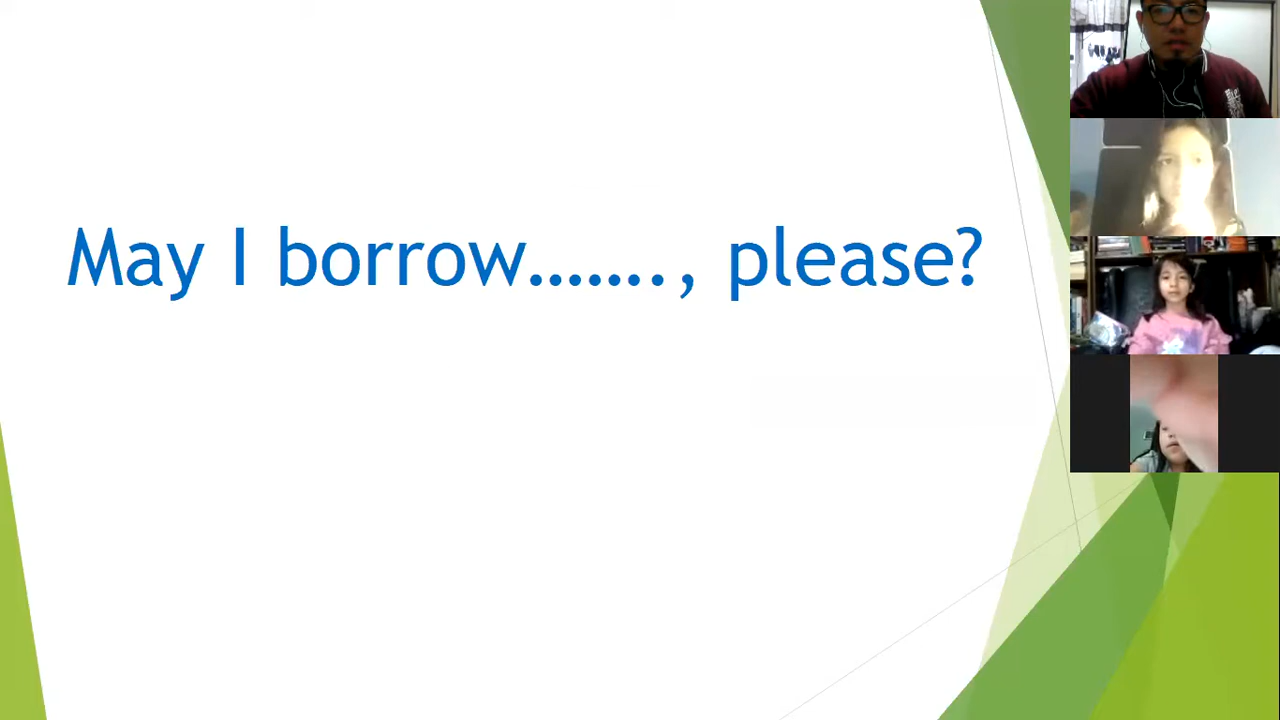 May I borrow......., please?